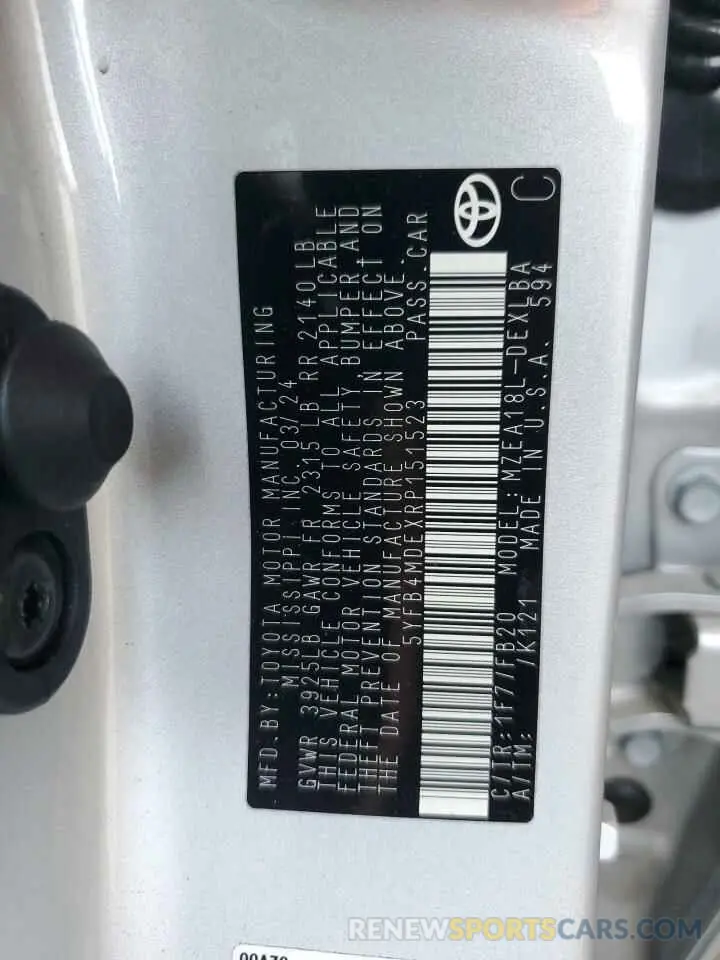 MFD. BY: TOYOTA MOTOR MANUFACTURING
MISSISSIPPI, INC. 03/24
GVWR 3925LB GAWR FR 2315 LB RR 2140LB
THIS VEHICLE CONFORMS TO ALL APPLICABLE
FEDERAL MOTOR VEHICLE SAFETY, BUMPER AND
THEFT PREVENTION STANDARDS IN EFFECT ON
THE DATE OF MANUFACTURE SHOWN ABOVE.
5YFB4MDEXRP151523 PASS. CAR
C/TR: 1F7/FB20 MODEL: MZEA18L-DEXLBA
A/TM: /K121 MADE IN U.S.A. 594
C
RENEWSPORTSCARS.COM